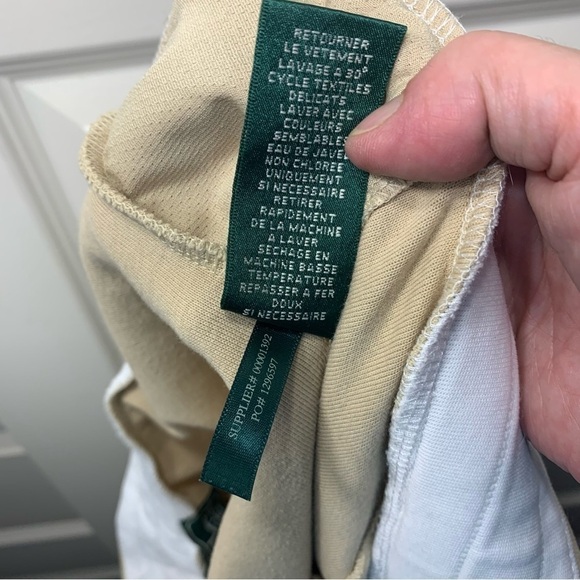 RETOURNER
LE VETEMENT
LAVAGE A 30°
CYCLE TEXTILES
DELICATS
LAVER AVEC
COULEURS
SEMBLABLES
EAU DE JAVEL
NON CHLOREE
UNIQUEMENT
SI NECESSAIRE
RETIRER
RAPIDEMENT
DE LA MACHINE
A LAVER
SECHAGE EN
MACHINE BASSE
TEMPERATURE
REPASSER A FER
DOUX
SI NECESSAIRE
SUPPLIER# 00001392
PO# 1296597